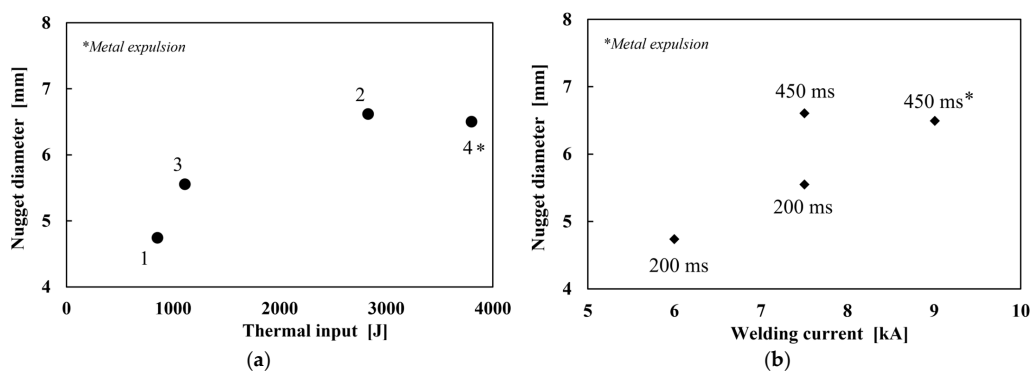 *Metal expulsion
Nugget diameter [mm]
8
7
6
5
4
2
4*
3
1
0
1000
2000
3000
4000
Thermal input [J]
(a)
*Metal expulsion
Nugget diameter [mm]
8
7
6
5
4
450 ms
450 ms*
200 ms
200 ms
5
6
7
8
9
10
Welding current [kA]
(b)